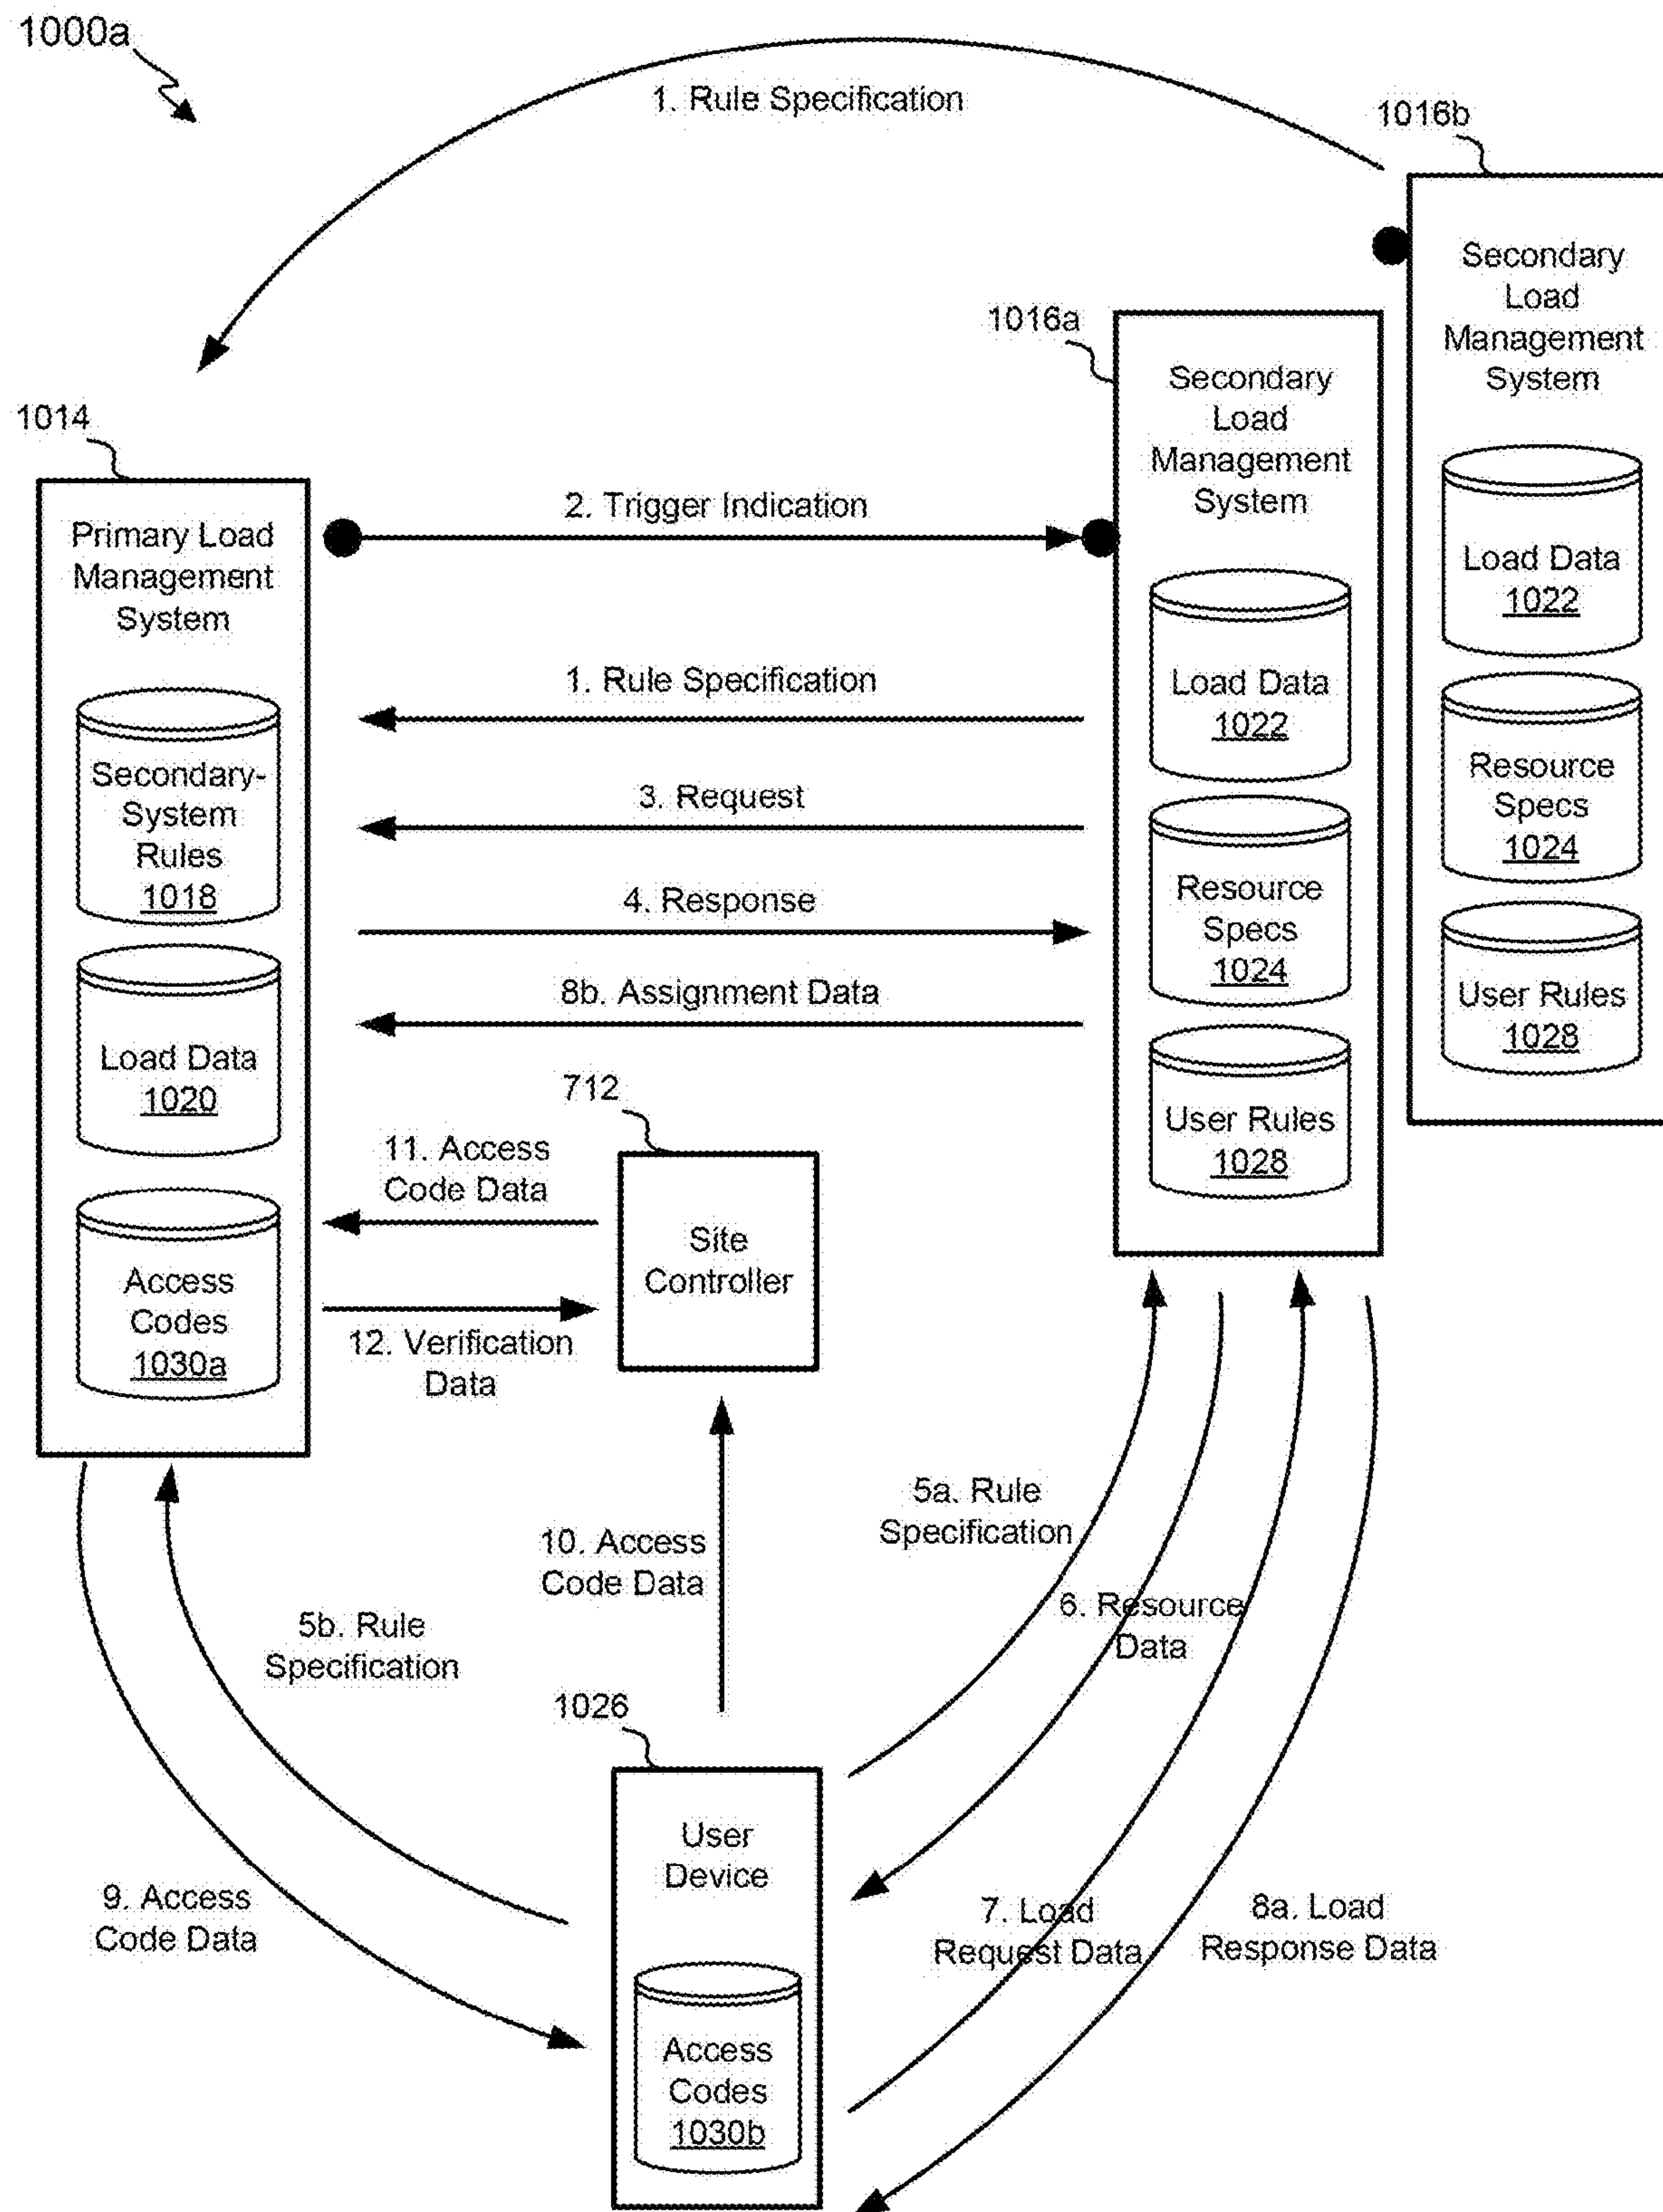 1000a
1. Rule Specification
1016b
Secondary
Load
Management
System
Load Data
1022
Resource
Specs
1024
User Rules
1028
1016a
Secondary
Load
Management
System
Load Data
1022
Resource
Specs
1024
User Rules
1028
1014
Primary Load
Management
System
Secondary-
System
Rules
1018
Load Data
1020
Access
Codes
1030a
2. Trigger Indication
1. Rule Specification
3. Request
4. Response
8b. Assignment Data
712
11. Access
Code Data
Site
Controller
12. Verification
Data
10. Access
Code Data
5a. Rule
Specification
6. Resource
Data
5b. Rule
Specification
1026
User
Device
Access
Codes
1030b
9. Access
Code Data
7. Load
Request Data
8a. Load
Response Data